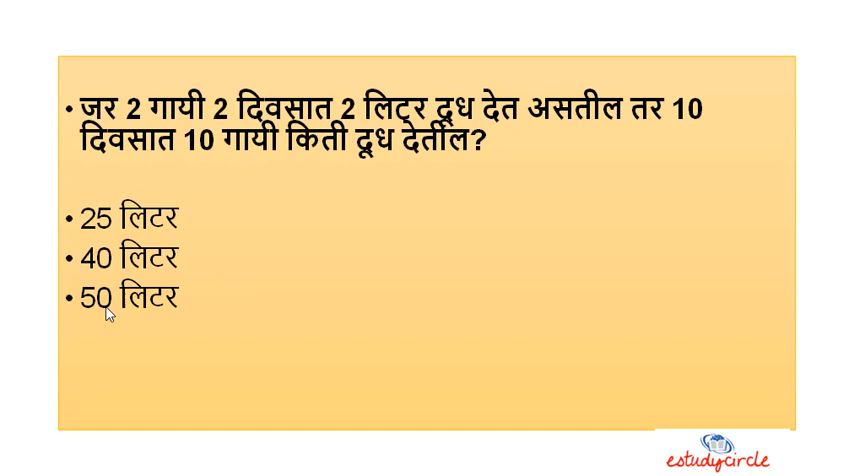 • जर 2 गायी 2 दिवसात 2 लिटर दूध देत असतील तर 10
दिवसात 10 गायी किती दूध देतील?
• 25 लिटर
• 40 लिटर
• 50 लिटर
estudycircle